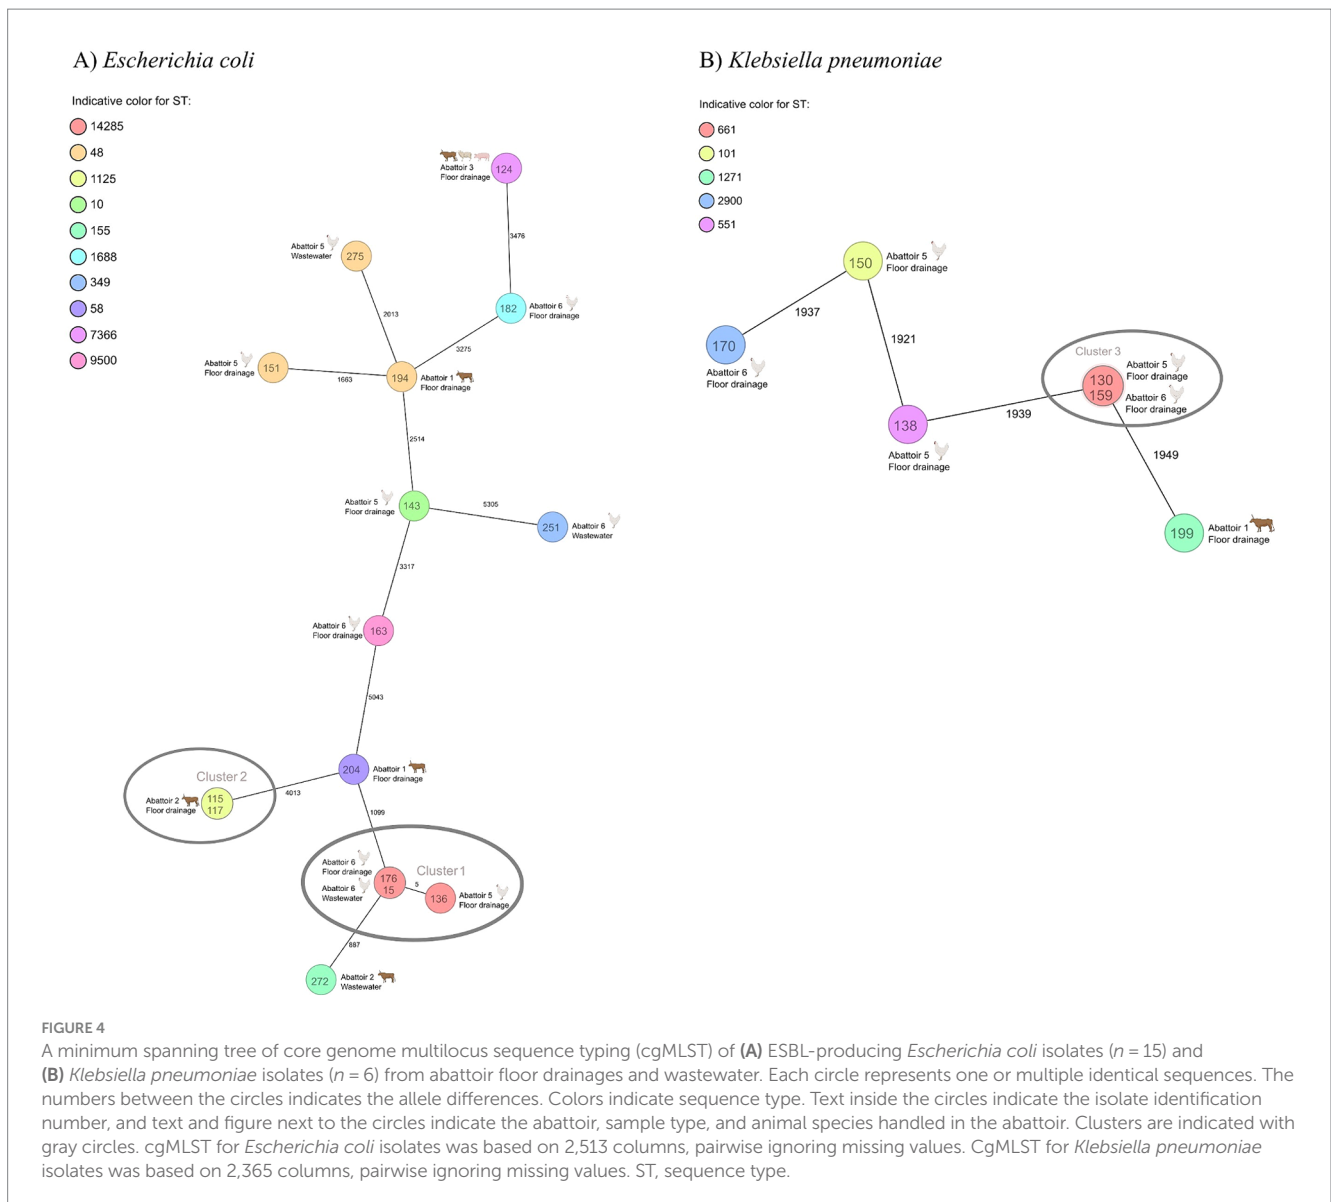 A) Escherichia coli
Indicative color for ST:
14285
48
1125
10
155
1688
349
58
7366
9500
Abattoir 3
Floor drainage
124
3476
Abattoir 5
Wastewater
275
2013
182
Abattoir 6
Floor drainage
3275
Abattoir 5
Floor drainage
151
1663
194
Abattoir 1
Floor drainage
2514
Abattoir 5
Floor drainage
143
5305
251
Abattoir 6
Wastewater
3317
Abattoir 6
Floor drainage
163
5043
204
Abattoir 1
Floor drainage
Cluster 2
Abattoir 2
Floor drainage
115
117
4013
1099
Abattoir 6
Floor drainage
Abattoir 6
Wastewater
176
15
5
Cluster 1
136
Abattoir 5
Floor drainage
887
272
Abattoir 2
Wastewater
B) Klebsiella pneumoniae
Indicative color for ST:
661
101
1271
2900
551
150
Abattoir 5
Floor drainage
1937
170
Abattoir 6
Floor drainage
1921
138
Abattoir 5
Floor drainage
1939
Cluster 3
130
159
Abattoir 5
Floor drainage
Abattoir 6
Floor drainage
1949
199
Abattoir 1
Floor drainage
FIGURE 4
A minimum spanning tree of core genome multilocus sequence typing (cgMLST) of (A) ESBL-producing Escherichia coli isolates (n = 15) and
(B) Klebsiella pneumoniae isolates (n = 6) from abattoir floor drainages and wastewater. Each circle represents one or multiple identical sequences. The
numbers between the circles indicates the allele differences. Colors indicate sequence type. Text inside the circles indicate the isolate identification
number, and text and figure next to the circles indicate the abattoir, sample type, and animal species handled in the abattoir. Clusters are indicated with
gray circles. cgMLST for Escherichia coli isolates was based on 2,513 columns, pairwise ignoring missing values. CgMLST for Klebsiella pneumoniae
isolates was based on 2,365 columns, pairwise ignoring missing values. ST, sequence type.